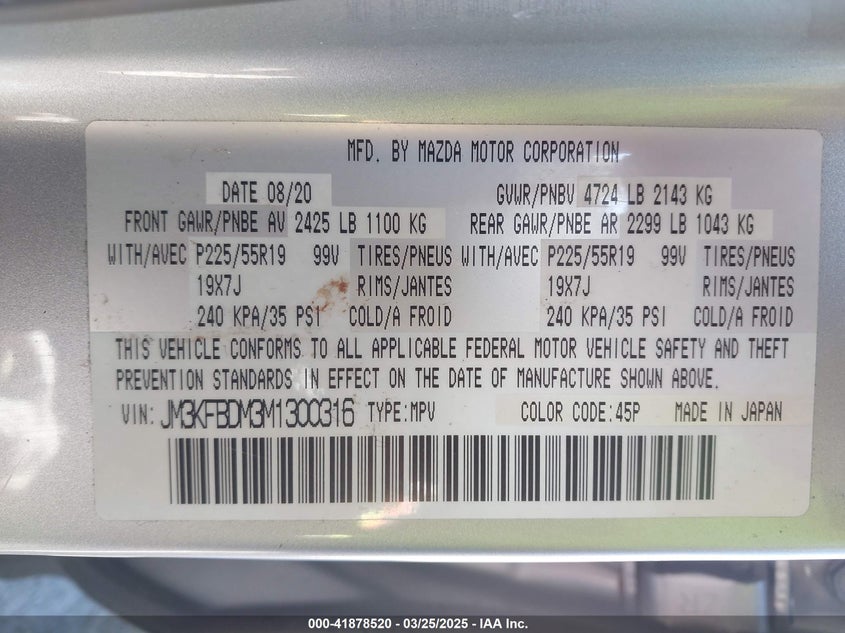 MFD. BY MAZDA MOTOR CORPORATION
DATE 08/20 GVWR/PNBV 4724 LB 2143 KG
FRONT GAWR/PNBE AV 2425 LB 1100 KG REAR GAWR/PNBE AR 2299 LB 1043 KG
WITH/AVEC P225/55R19 99V TIRES/PNEUS WITH/AVEC P225/55R19 99V TIRES/PNEUS
19X7J RIMS/JANTES 19X7J RIMS/JANTES
240 KPA/35 PSI COLD/A FROID 240 KPA/35 PSI COLD/A FROID
THIS VEHICLE CONFORMS TO ALL APPLICABLE FEDERAL MOTOR VEHICLE SAFETY AND THEFT
PREVENTION STANDARDS IN EFFECT ON THE DATE OF MANUFACTURE SHOWN ABOVE.
VIN: JM3KFBDM3M1300316 TYPE:MPV COLOR CODE:45P MADE IN JAPAN
000-41878520 - 03/25/2025 - IAA Inc.